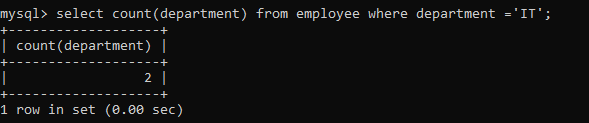 mysql> select count(department) from employee where department ='IT';
+-------------------+
| count(department) |
+-------------------+
|                 2 |
+-------------------+
1 row in set (0.00 sec)